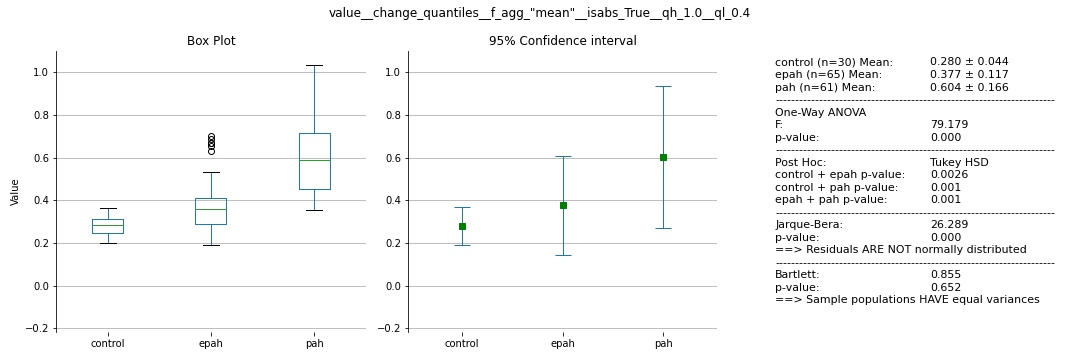 value__change_quantiles__f_agg_"mean"__isabs_True__qh_1.0__ql_0.4
Box Plot
Value
1.0
0.8
0.6
0.4
0.2
0.0
−0.2
control epah pah
95% Confidence interval
1.0
0.8
0.6
0.4
0.2
0.0
−0.2
control epah pah
control (n=30) Mean: 0.280 ± 0.044
epah (n=65) Mean: 0.377 ± 0.117
pah (n=61) Mean: 0.604 ± 0.166
One-Way ANOVA
F: 79.179
p-value: 0.000
Post Hoc: Tukey HSD
control + epah p-value: 0.0026
control + pah p-value: 0.001
epah + pah p-value: 0.001
Jarque-Bera: 26.289
p-value: 0.000
==> Residuals ARE NOT normally distributed
Bartlett: 0.855
p-value: 0.652
==> Sample populations HAVE equal variances